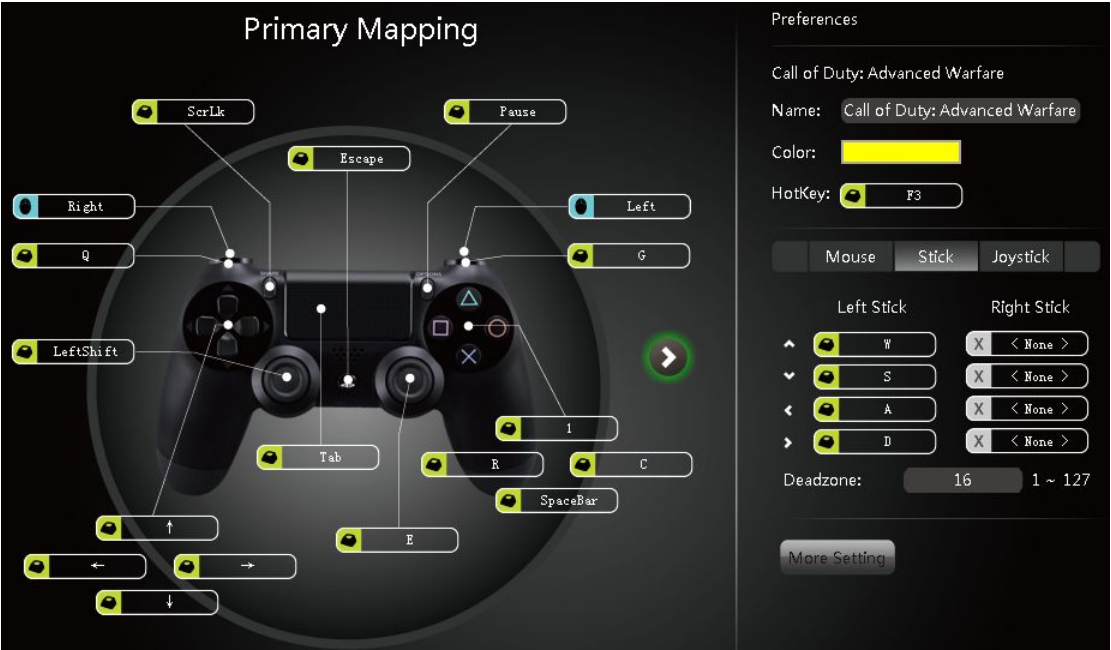 Primary Mapping
ScrLk
Pause
Escape
Right
Left
Q
G
SHARE
OPTIONS
LeftShift
1
Tab
R
C
SpaceBar
↑
E
← →
↓
Preferences
Call of Duty: Advanced Warfare
Name: Call of Duty: Advanced Warfare
Color:
HotKey: F3
Mouse Stick Joystick
Left Stick Right Stick
W X < None >
S X < None >
A X < None >
D X < None >
Deadzone: 16 1 ~ 127
More Setting